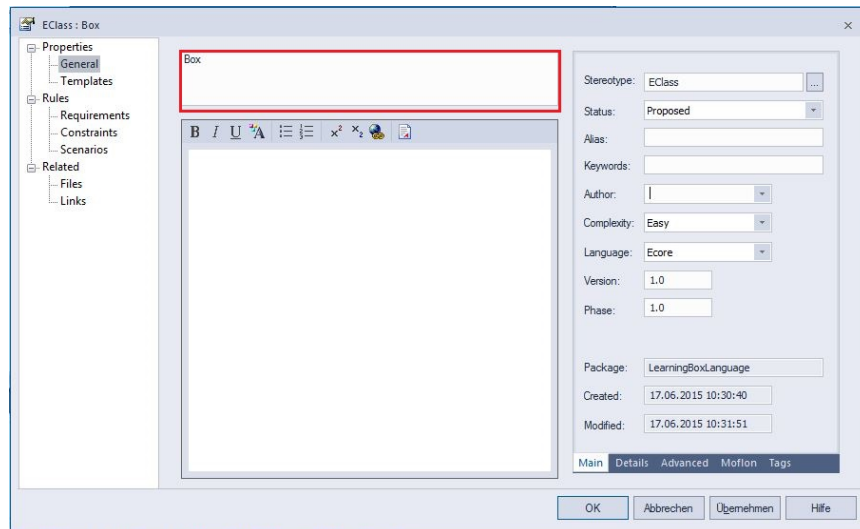 EClass : Box
Properties
General
Templates
Rules
Requirements
Constraints
Scenarios
Related
Files
Links
Box
B I U A x² x₂
Stereotype: EClass ...
Status: Proposed
Alias:
Keywords:
Author:
Complexity: Easy
Language: Ecore
Version: 1.0
Phase: 1.0
Package: LearningBoxLanguage
Created: 17.06.2015 10:30:40
Modified: 17.06.2015 10:31:51
Main Details Advanced Moflon Tags
OK Abbrechen Übernehmen Hilfe